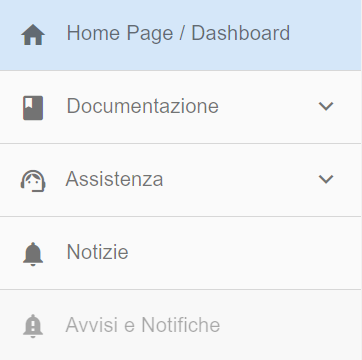 Home Page / Dashboard
Documentazione
Assistenza
Notizie
Avvisi e Notifiche